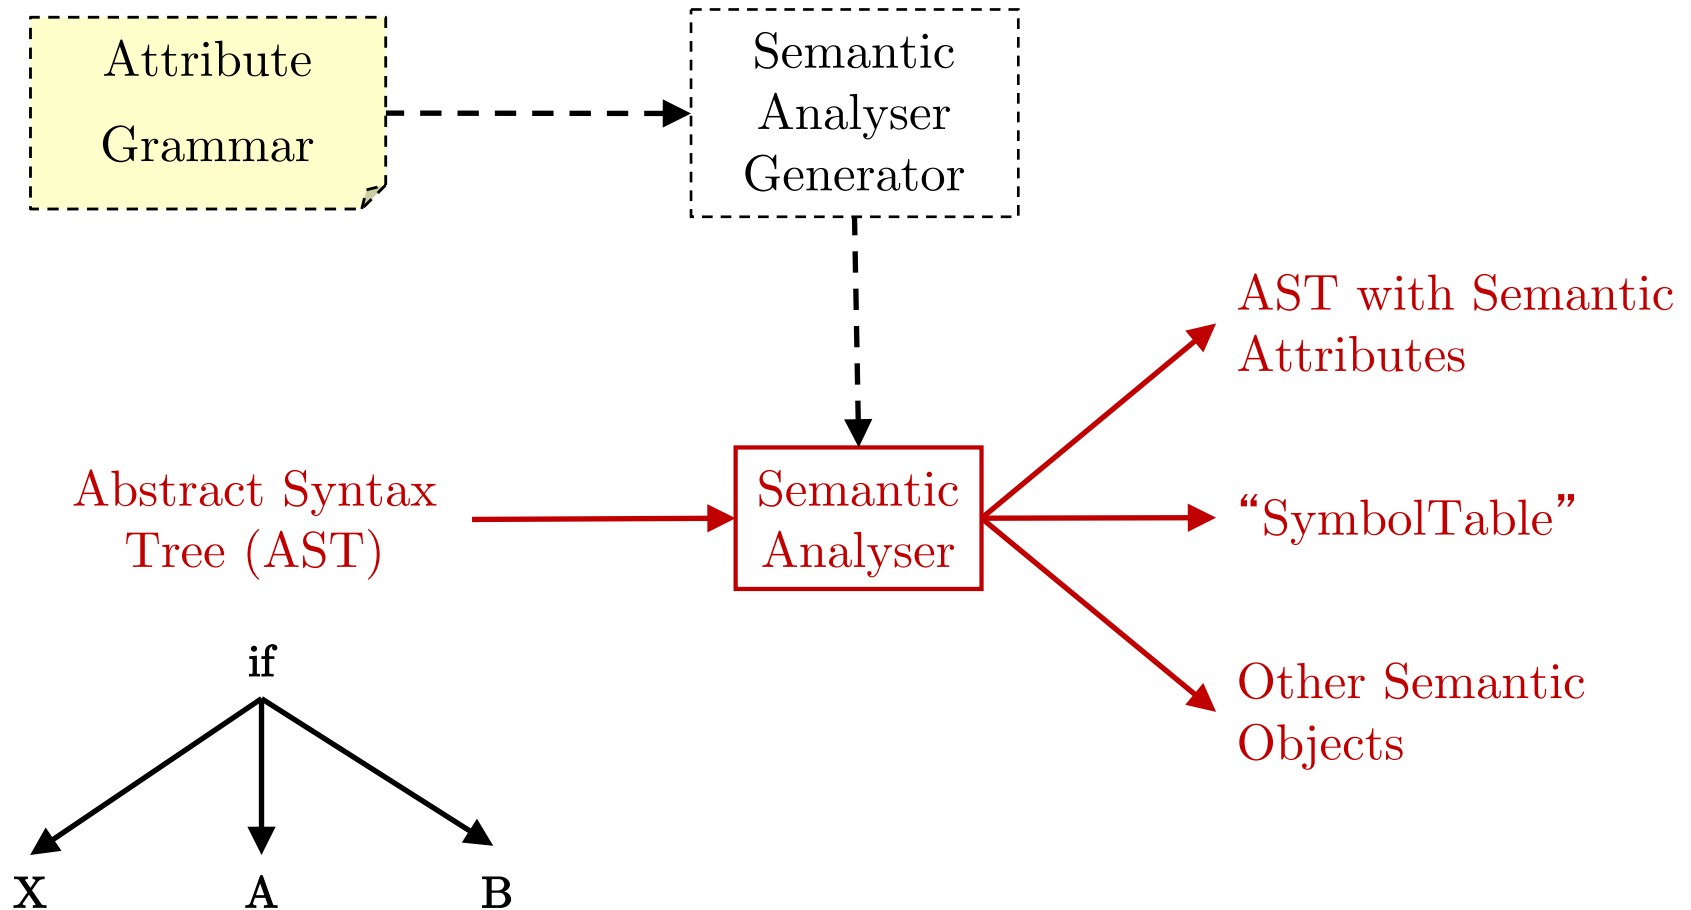 Attribute
Grammar
Semantic
Analyser
Generator
AST with Semantic
Attributes
Abstract Syntax
Tree (AST)
Semantic
Analyser
“SymbolTable”
Other Semantic
Objects
if
X
A
B